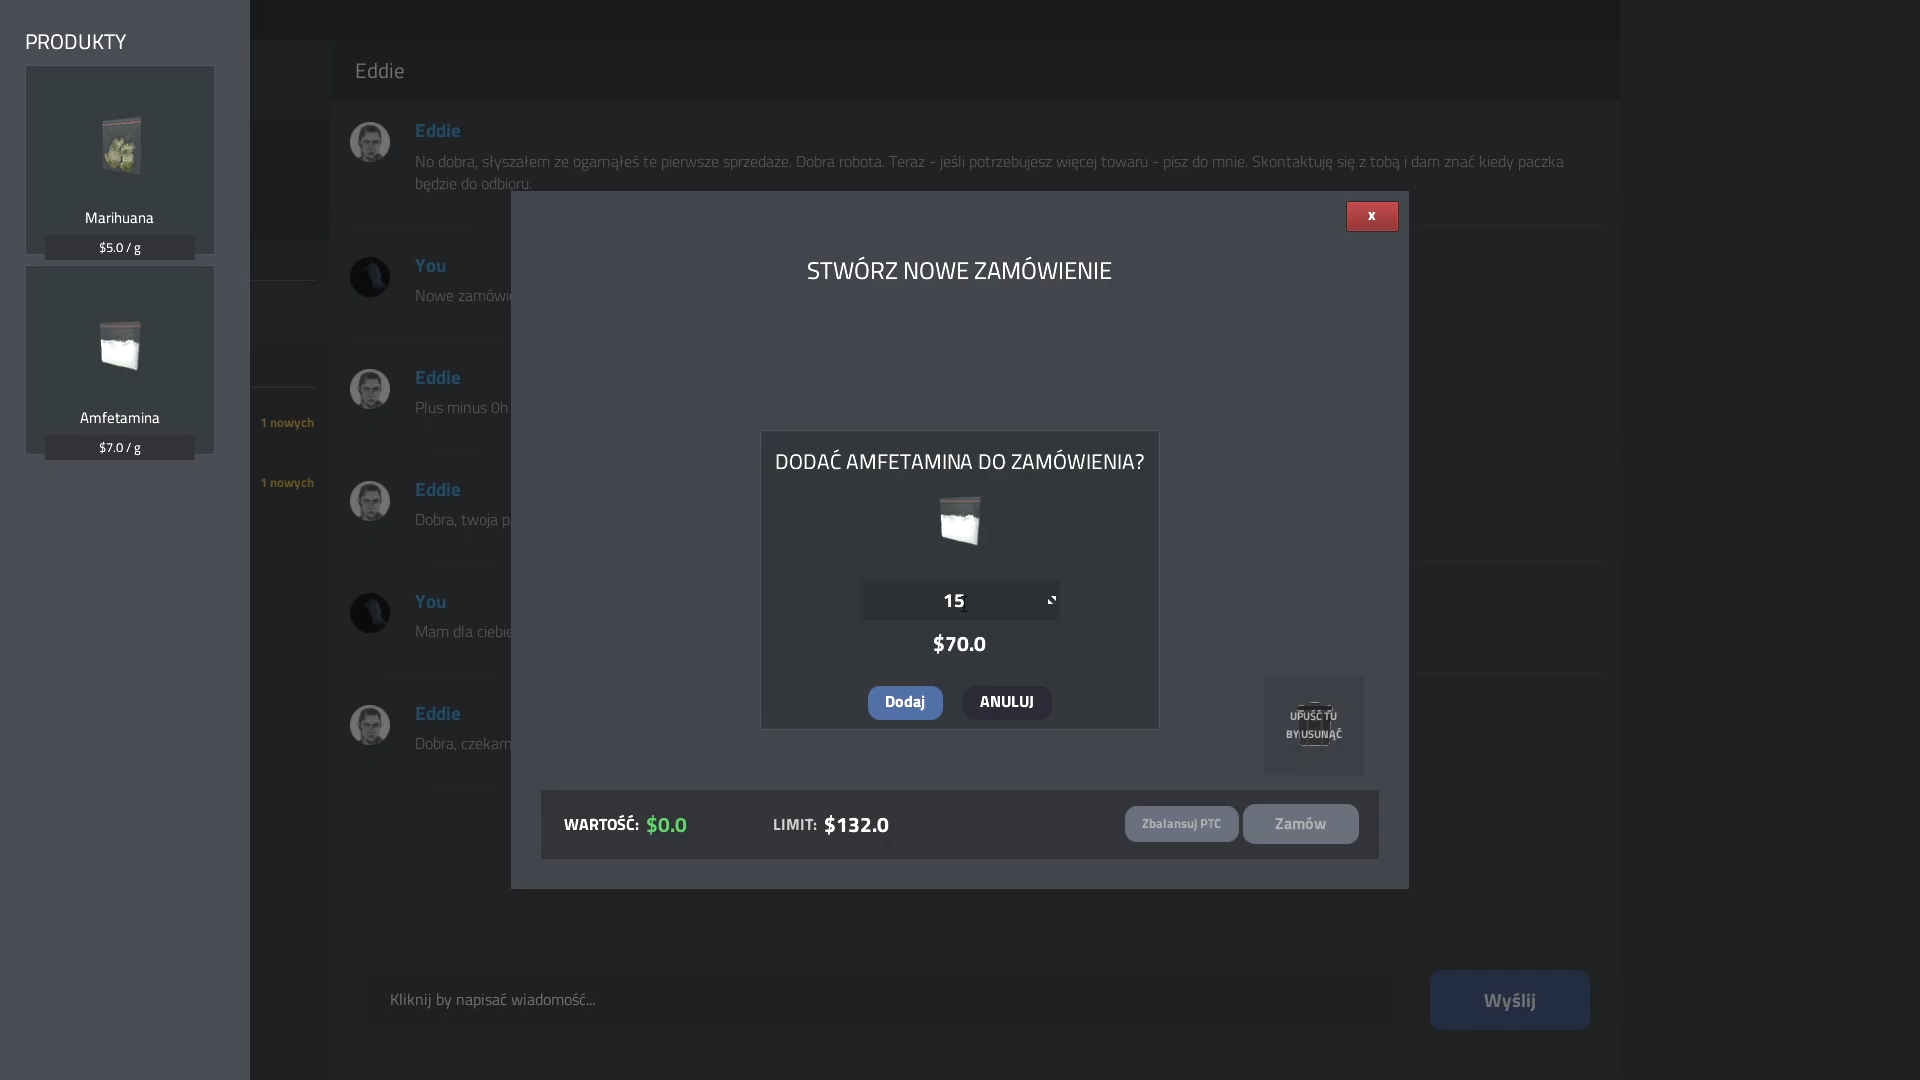 PRODUKTY
Marihuana
$5.0 / g
Amfetamina
$7.0 / g
1 nowych
1 nowych
Eddie
Eddie
No dobra, słyszałem że ogarnąłeś te pierwsze sprzedaże. Dobra robota. Teraz - jeśli potrzebujesz więcej towaru - pisz do mnie. Skontaktuję się z tobą i dam znać kiedy paczka
będzie do odbioru.
You
Nowe zamówie
Eddie
Plus minus 0h
Eddie
Dobra, twoja p
You
Mam dla ciebie
Eddie
Dobra, czekam
x
STWÓRZ NOWE ZAMÓWIENIE
DODAĆ AMFETAMINA DO ZAMÓWIENIA?
15
$70.0
Dodaj
ANULUJ
UPUŚĆ TU
BY USUNĄĆ
WARTOŚĆ: $0.0
LIMIT: $132.0
Zbalansuj PTC
Zamów
Kliknij by napisać wiadomość...
Wyślij